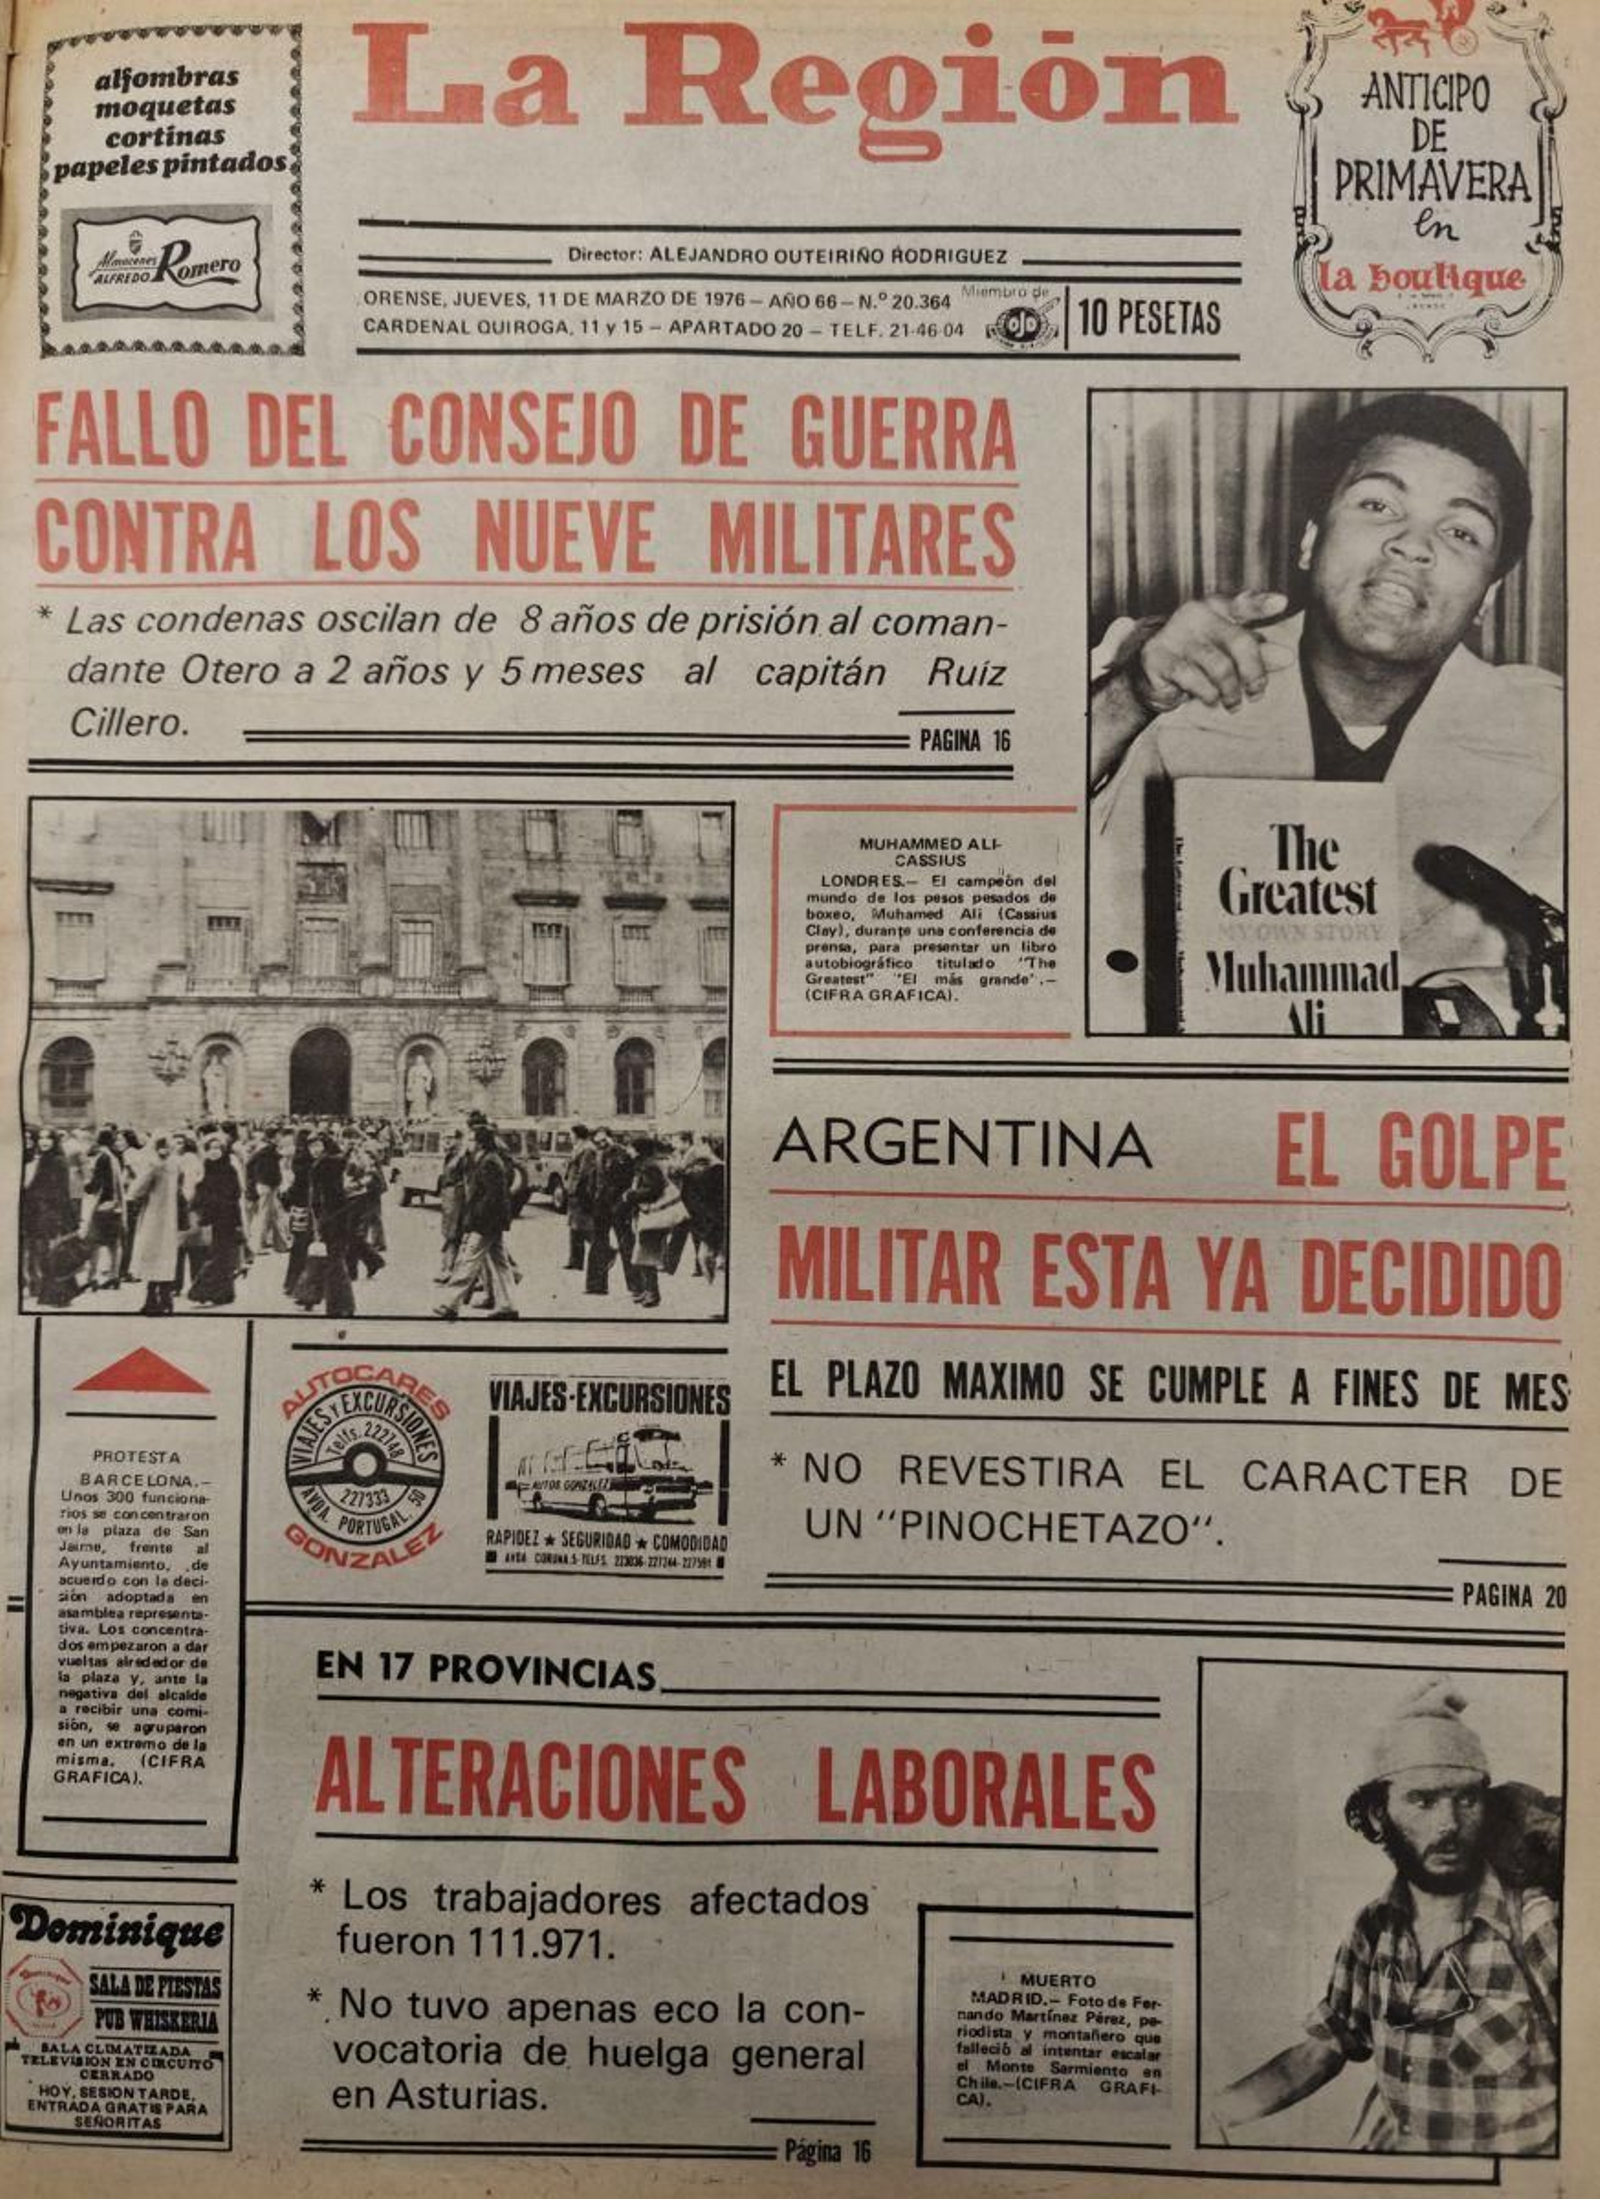 alfombras
moquetas
cortinas
papeles pintados
Almacenes
ALFREDO Romero
La Región
ANTICIPO
DE
PRIMAVERA
en
la boutique
Director: ALEJANDRO OUTEIRIÑO RODRIGUEZ
ORENSE, JUEVES, 11 DE MARZO DE 1976 — AÑO 66 — N.º 20.364
CARDENAL QUIROGA, 11 y 15 — APARTADO 20 — TELF. 21-46-04
Miembro de
ojd
10 PESETAS
FALLO DEL CONSEJO DE GUERRA
CONTRA LOS NUEVE MILITARES
* Las condenas oscilan de 8 años de prisión al coman-
dante Otero a 2 años y 5 meses al capitán Ruíz
Cillero.
PAGINA 16
The
Greatest
MY OWN STORY
Muhammad
Ali
MUHAMMED ALI-
CASSIUS
LONDRES.— El campeón del
mundo de los pesos pesados de
boxeo, Muhamed Ali (Cassius
Clay), durante una conferencia de
prensa, para presentar un libro
autobiográfico titulado "The
Greatest" "El más grande".—
(CIFRA GRAFICA).
ARGENTINA EL GOLPE
MILITAR ESTA YA DECIDIDO
EL PLAZO MAXIMO SE CUMPLE A FINES DE MES
* NO REVESTIRA EL CARACTER DE
UN "PINOCHETAZO".
PAGINA 20
PROTESTA
BARCELONA.—
Unos 300 funciona-
rios se concentraron
en la plaza de San
Jaime, frente al
Ayuntamiento, de
acuerdo con la deci-
sión adoptada en
asamblea representa-
tiva. Los concentra-
dos empezaron a dar
vueltas alrededor de
la plaza y, ante la
negativa del alcalde
a recibir una comi-
sión, se agruparon
en un extremo de la
misma. (CIFRA
GRAFICA).
AUTOCARES
VIAJES Y EXCURSIONES
Telfs. 222748
227333
AVDA. PORTUGAL, 50
GONZALEZ
VIAJES-EXCURSIONES
AUTOS GONZALEZ
RAPIDEZ ★ SEGURIDAD ★ COMODIDAD
AVDA. CORUÑA, 5-TELFS. 223036-227244-227591
EN 17 PROVINCIAS
ALTERACIONES LABORALES
* Los trabajadores afectados
fueron 111.971.
* No tuvo apenas eco la con-
vocatoria de huelga general
en Asturias.
Página 16
MUERTO
MADRID.— Foto de Fer-
nando Martínez Pérez, pe-
riodista y montañero que
falleció al intentar escalar
el Monte Sarmiento en
Chile.—(CIFRA GRAFI-
CA).
Dominique
SALA DE FIESTAS
PUB WHISKERIA
SALA CLIMATIZADA
TELEVISION EN CIRCUITO
CERRADO
HOY, SESION TARDE,
ENTRADA GRATIS PARA
SEÑORITAS